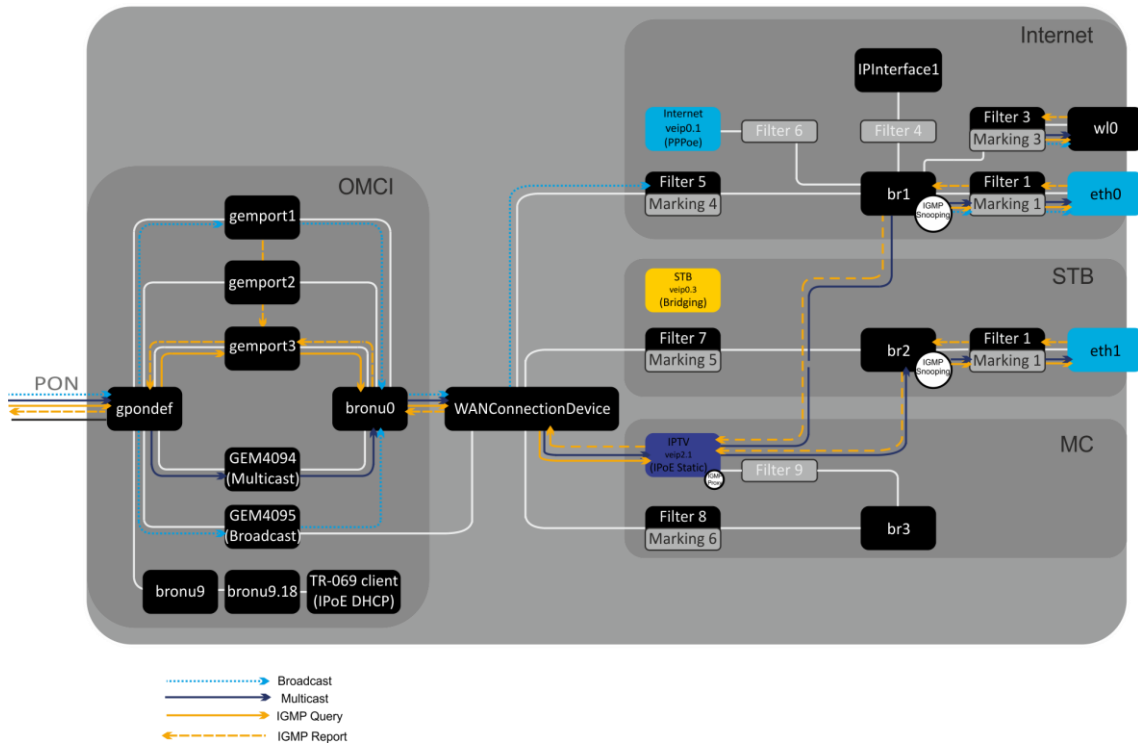 Internet
IPInterface1
Internet
veip0.1
(PPPoe)
Filter 6
Filter 4
Filter 3
Marking 3
wl0
Filter 5
Marking 4
br1
IGMP
Snooping
Filter 1
Marking 1
eth0
OMCI
gemport1
gemport2
gemport3
PON
gpondef
bronu0
WANConnectionDevice
GEM4094
(Multicast)
GEM4095
(Broadcast)
bronu9
bronu9.18
TR-069 client
(IPoE DHCP)
STB
STB
veip0.3
(Bridging)
Filter 7
Marking 5
br2
IGMP
Snooping
Filter 1
Marking 1
eth1
MC
IPTV
veip2.1
(IPoE Static)
IGMP
Proxy
Filter 9
Filter 8
Marking 6
br3
Broadcast
Multicast
IGMP Query
IGMP Report